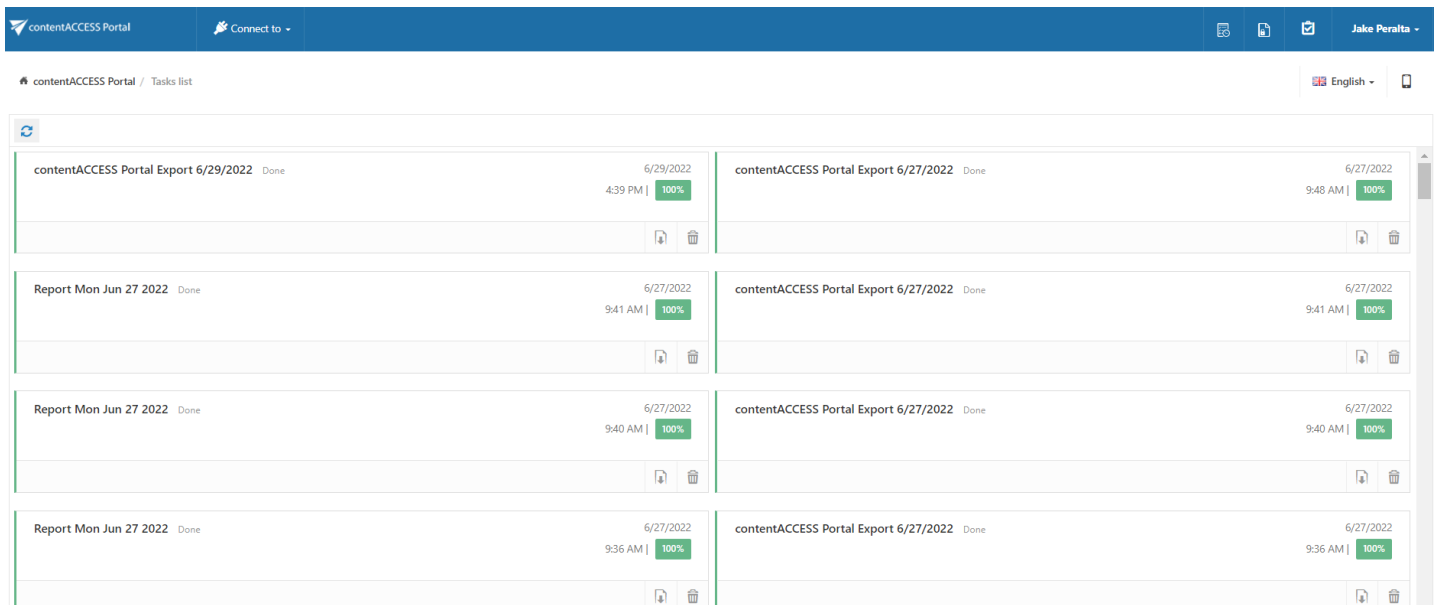 contentACCESS Portal
Connect to
Jake Peralta
contentACCESS Portal / Tasks list
English
contentACCESS Portal Export 6/29/2022 Done
6/29/2022
4:39 PM | 100%
contentACCESS Portal Export 6/27/2022 Done
6/27/2022
9:48 AM | 100%
Report Mon Jun 27 2022 Done
6/27/2022
9:41 AM | 100%
contentACCESS Portal Export 6/27/2022 Done
6/27/2022
9:41 AM | 100%
Report Mon Jun 27 2022 Done
6/27/2022
9:40 AM | 100%
contentACCESS Portal Export 6/27/2022 Done
6/27/2022
9:40 AM | 100%
Report Mon Jun 27 2022 Done
6/27/2022
9:36 AM | 100%
contentACCESS Portal Export 6/27/2022 Done
6/27/2022
9:36 AM | 100%